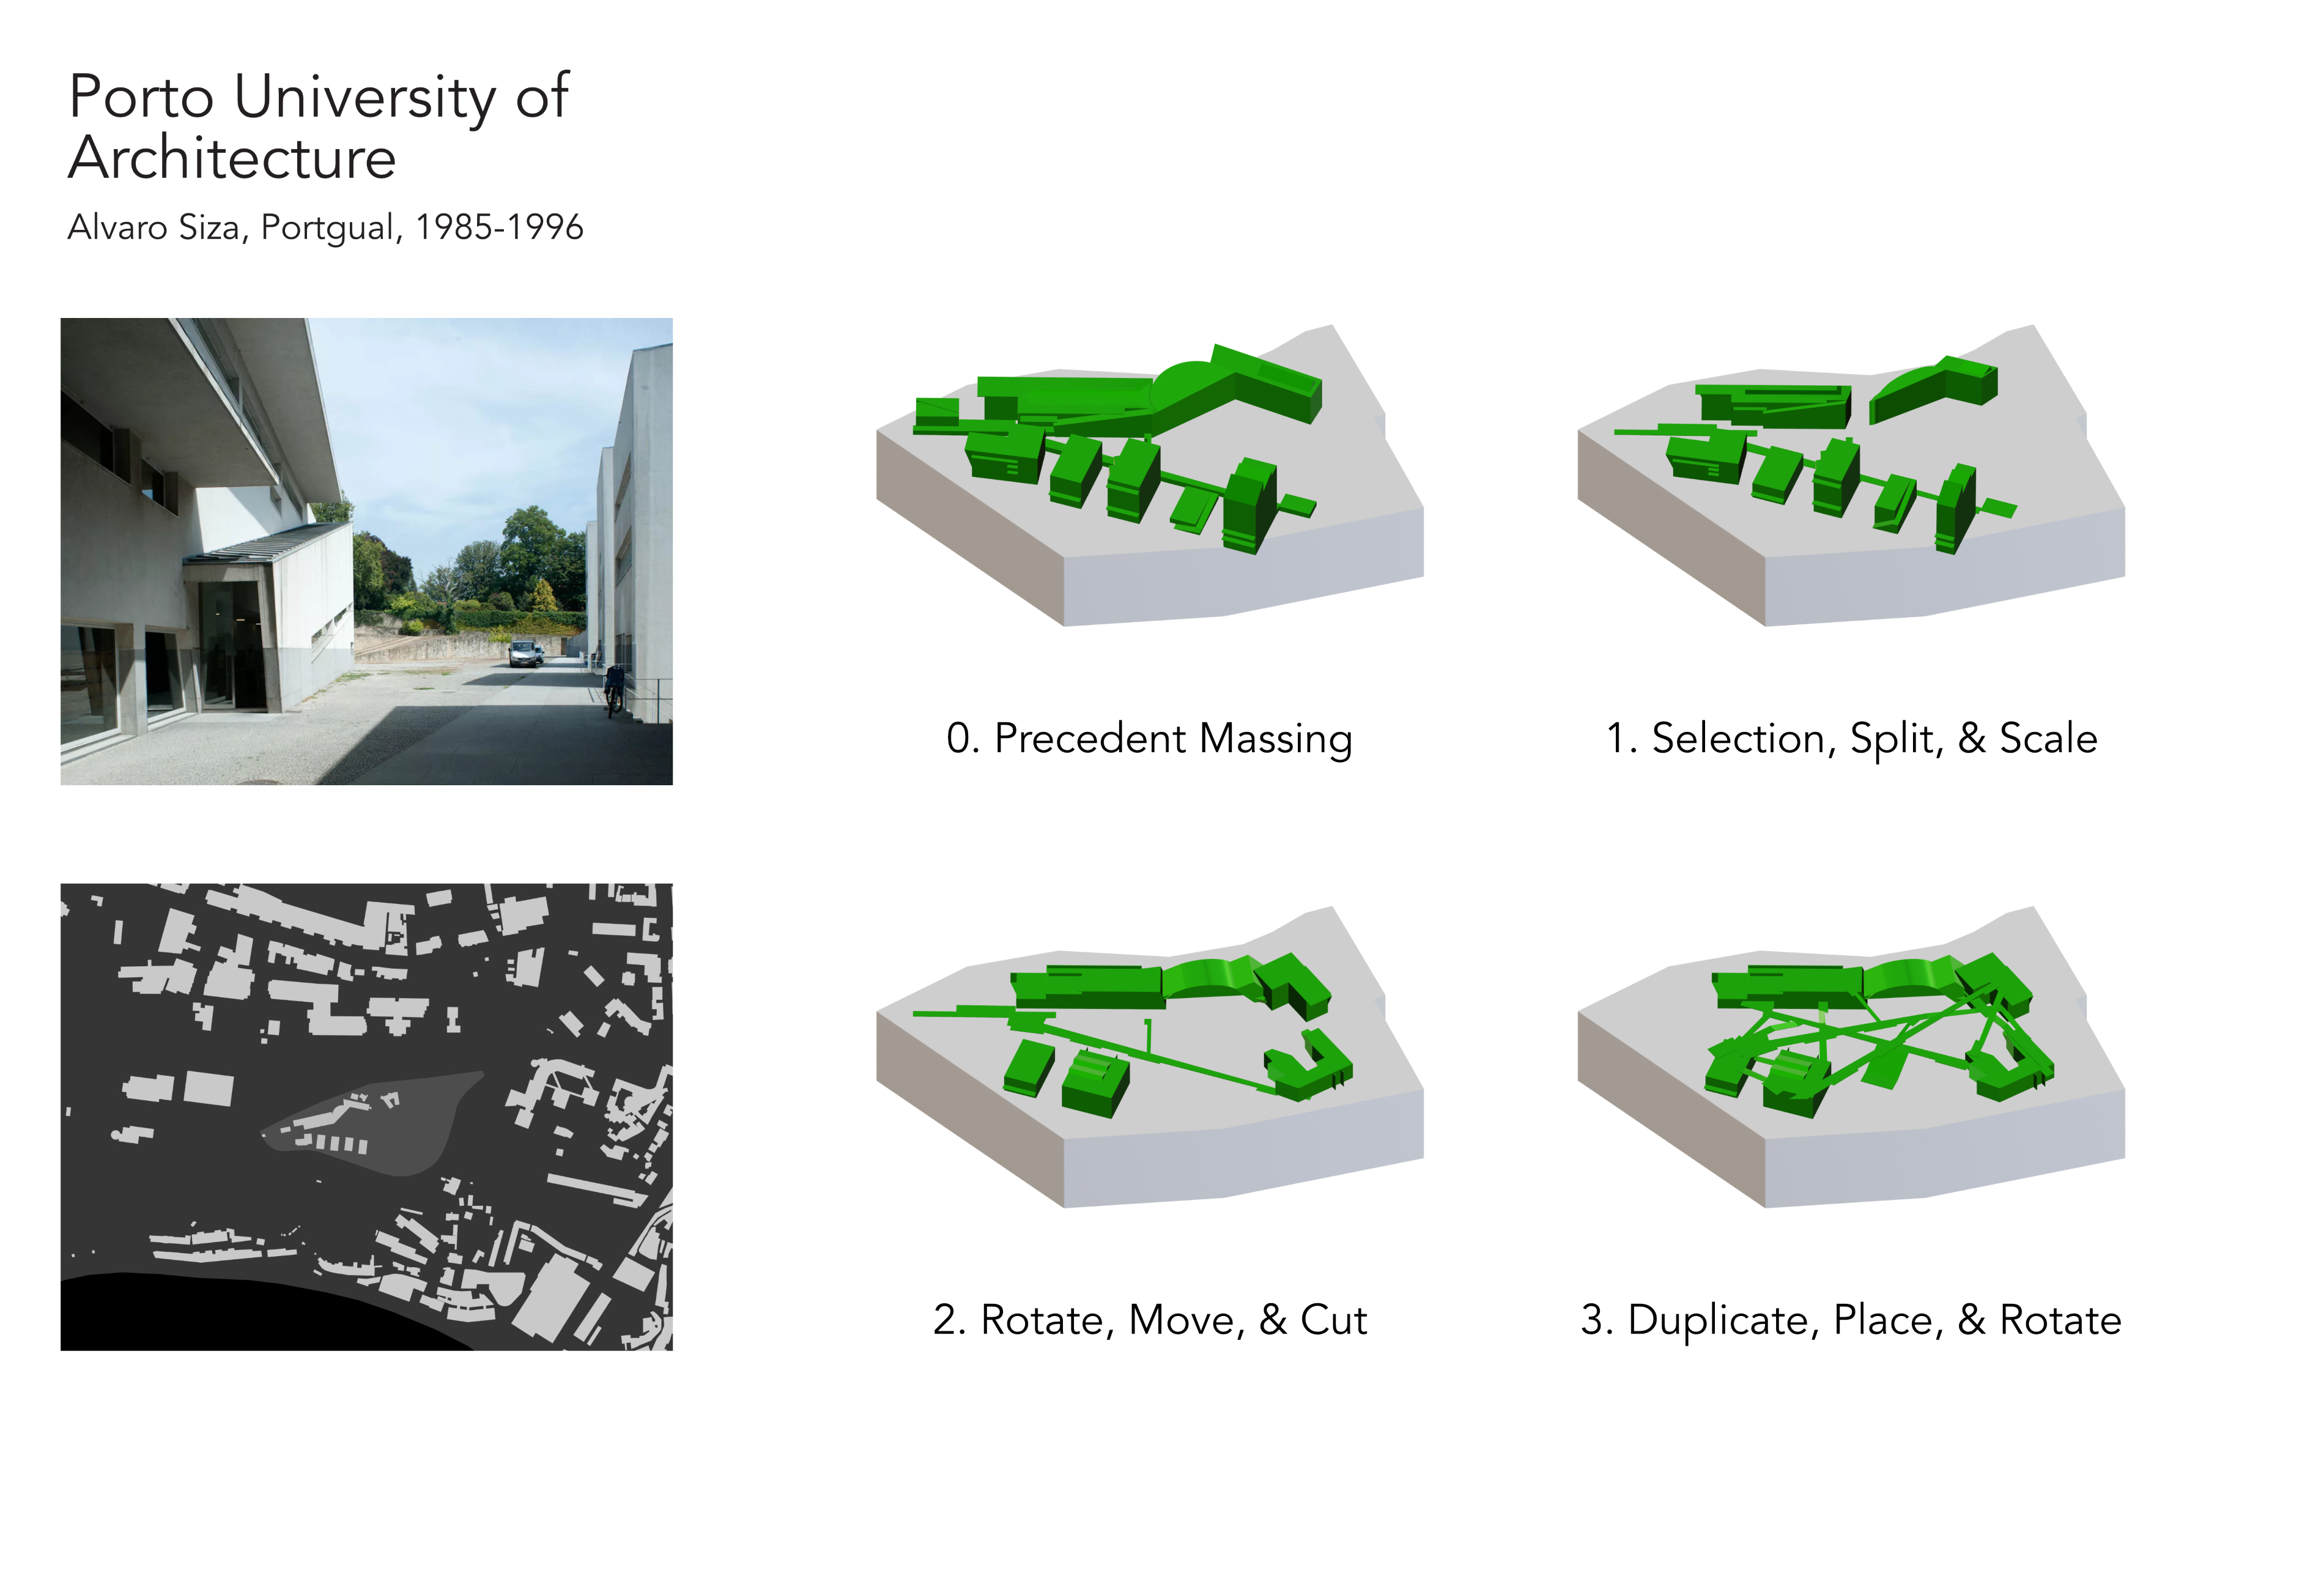 Porto University of
Architecture
Alvaro Siza, Portgual, 1985-1996
0. Precedent Massing
1. Selection, Split, & Scale
2. Rotate, Move, & Cut
3. Duplicate, Place, & Rotate